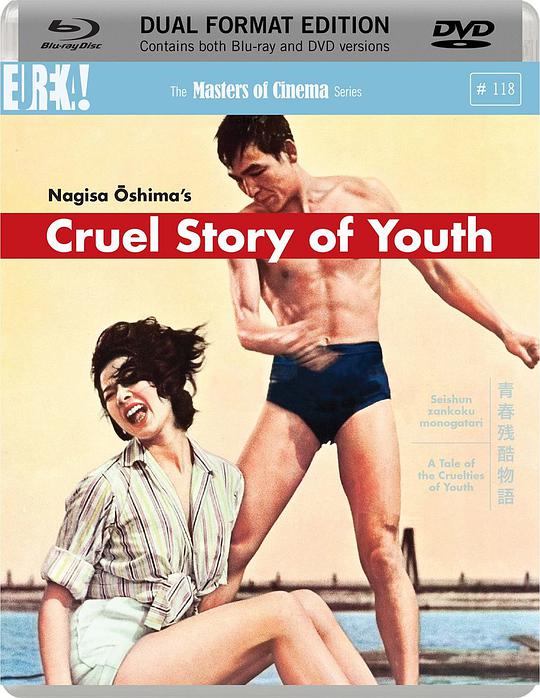 Blu-ray Disc
DUAL FORMAT EDITION
Contains both Blu-ray and DVD versions
DVD
EUREKA!
The Masters of Cinema Series
# 118
Nagisa Ōshima's
Cruel Story of Youth
Seishun
zankoku
monogatari
A Tale of
the Cruelties
of Youth
青春残酷物語